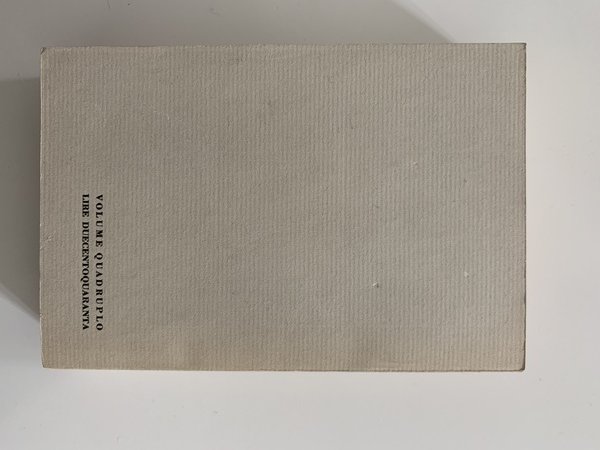 VOLUME QUADRUPLO
LIRE DUECENTOQUARANTA